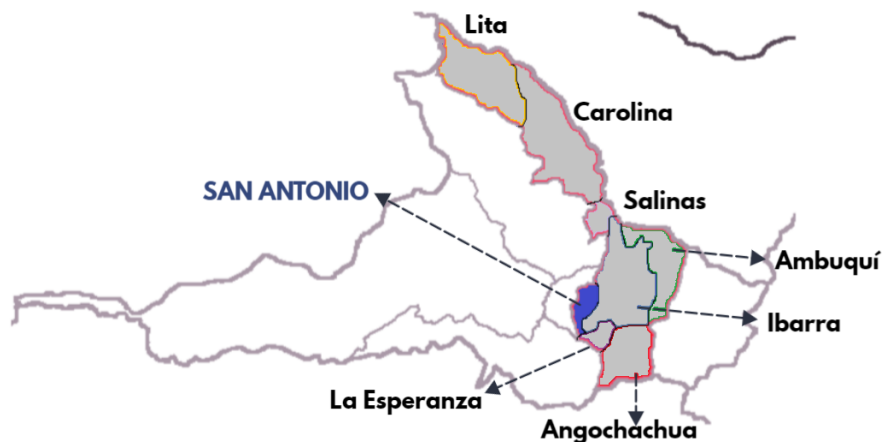 Lita
Carolina
SAN ANTONIO
Salinas
Ambuquí
Ibarra
La Esperanza
Angochachua